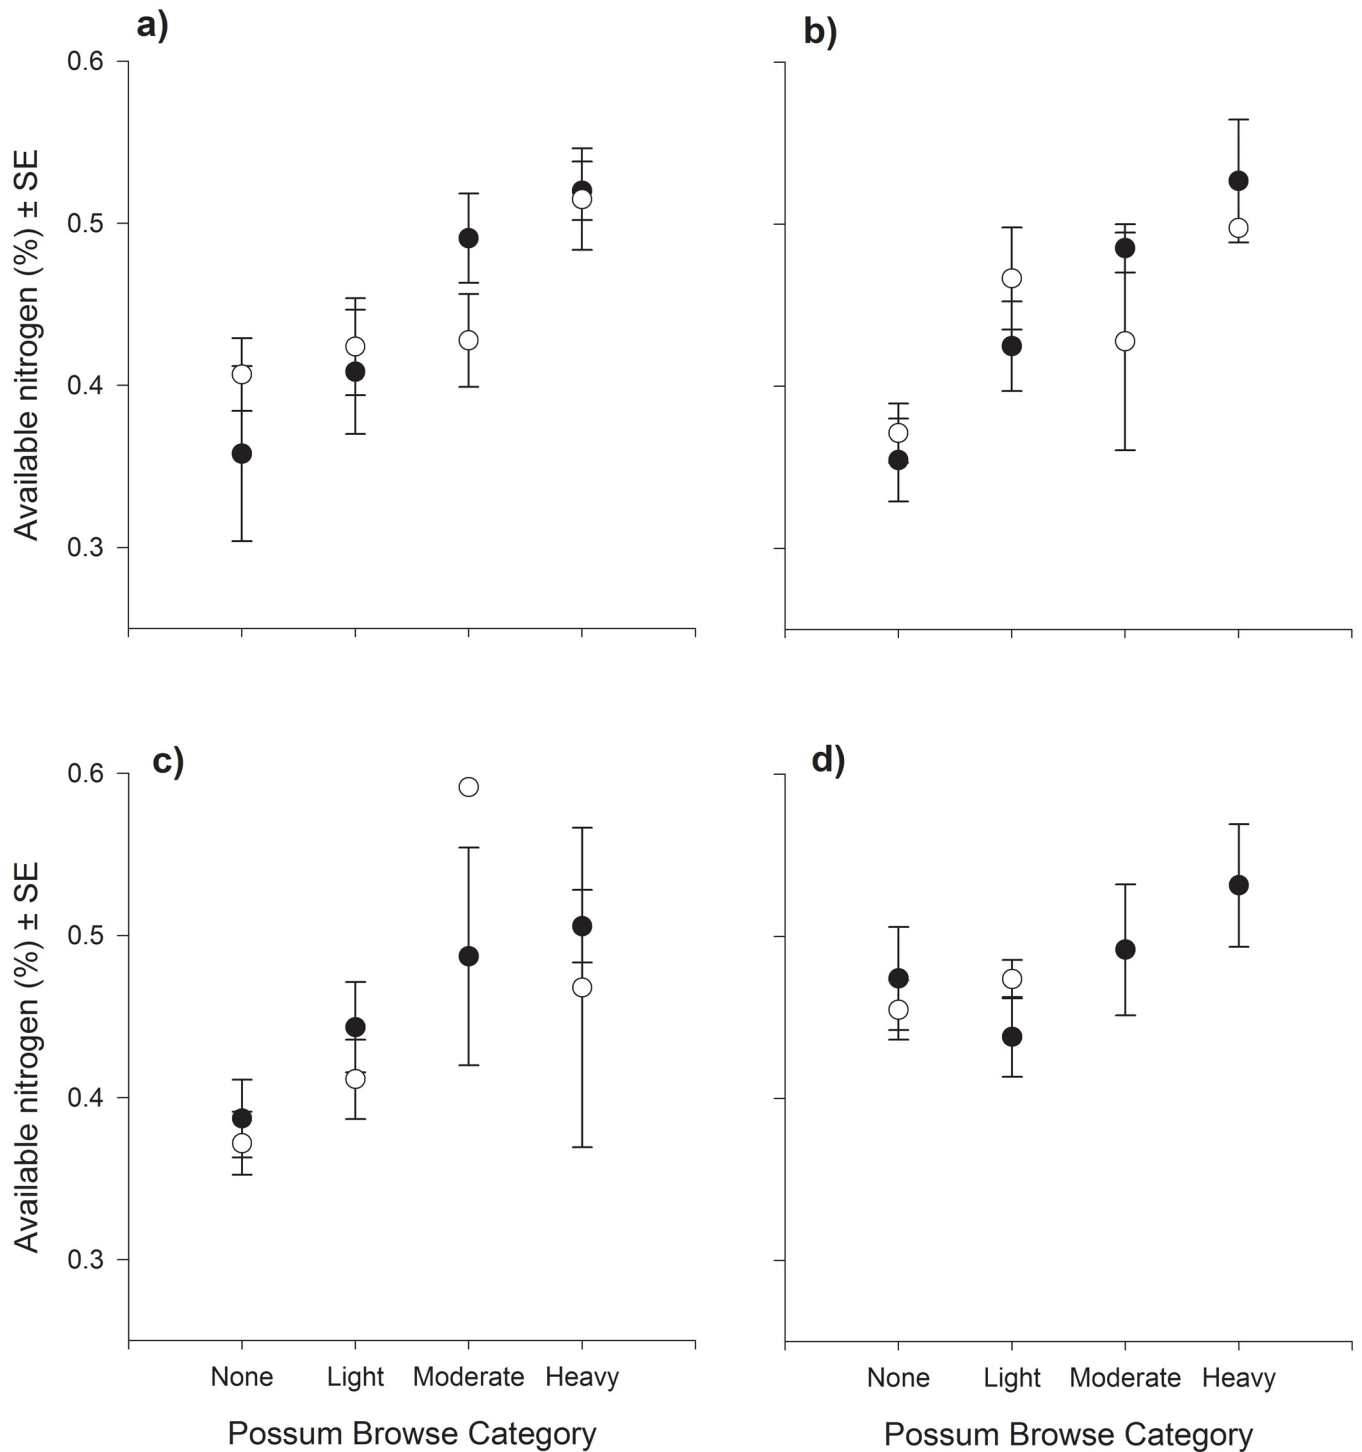 a)
b)
0.6
0.5
0.4
0.3
Available nitrogen (%) ± SE
c)
d)
0.6
0.5
0.4
0.3
Available nitrogen (%) ± SE
None Light Moderate Heavy
None Light Moderate Heavy
Possum Browse Category
Possum Browse Category